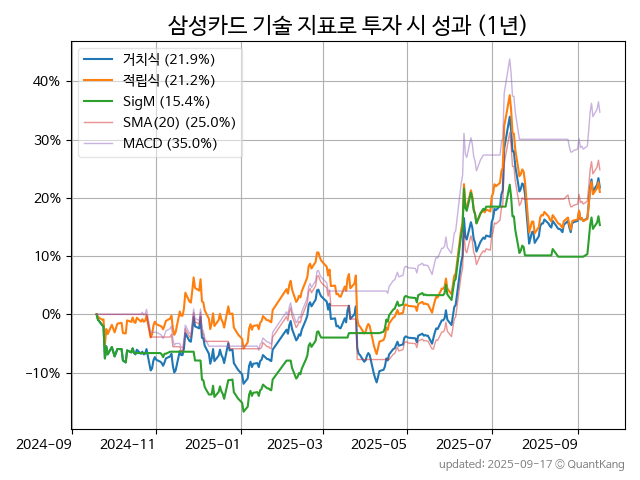 삼성카드 기술 지표로 투자 시 성과 (1년)
거치식 (21.9%)
적립식 (21.2%)
SigM (15.4%)
SMA(20) (25.0%)
MACD (35.0%)
40%
30%
20%
10%
0%
−10%
2024-09
2024-11
2025-01
2025-03
2025-05
2025-07
2025-09
updated: 2025-09-17 © QuantKang